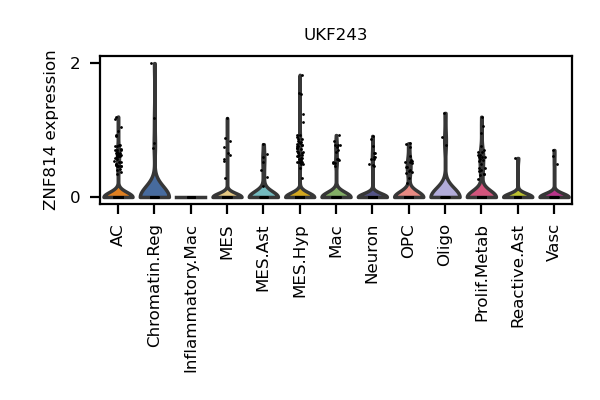 UKF243
ZNF814 expression
2
0
AC
Chromatin.Reg
Inflammatory.Mac
MES
MES.Ast
MES.Hyp
Mac
Neuron
OPC
Oligo
Prolif.Metab
Reactive.Ast
Vasc